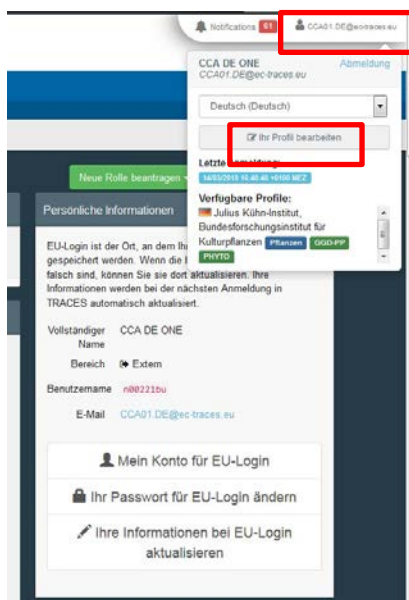 Notifications 61 CCA01.DE@ec-traces.eu
CCA DE ONE Abmeldung
CCA01.DE@ec-traces.eu
Deutsch (Deutsch)
Ihr Profil bearbeiten
Letzte Anmeldung:
Verfügbare Profile:
Julius Kühn-Institut,
Bundesforschungsinstitut für
Kulturpflanzen Pflanzen GGD-PP
PHYTO
Neue Rolle beantragen
Persönliche Informationen
EU-Login ist der Ort, an dem Ihr
gespeichert werden. Wenn die
falsch sind, können Sie sie dort aktualisieren. Ihre
Informationen werden bei der nächsten Anmeldung in
TRACES automatisch aktualisiert.
Vollständiger CCA DE ONE
Name
Bereich Extern
Benutzername n00221bu
E-Mail CCA01.DE@ec-traces.eu
Mein Konto für EU-Login
Ihr Passwort für EU-Login ändern
Ihre Informationen bei EU-Login
aktualisieren